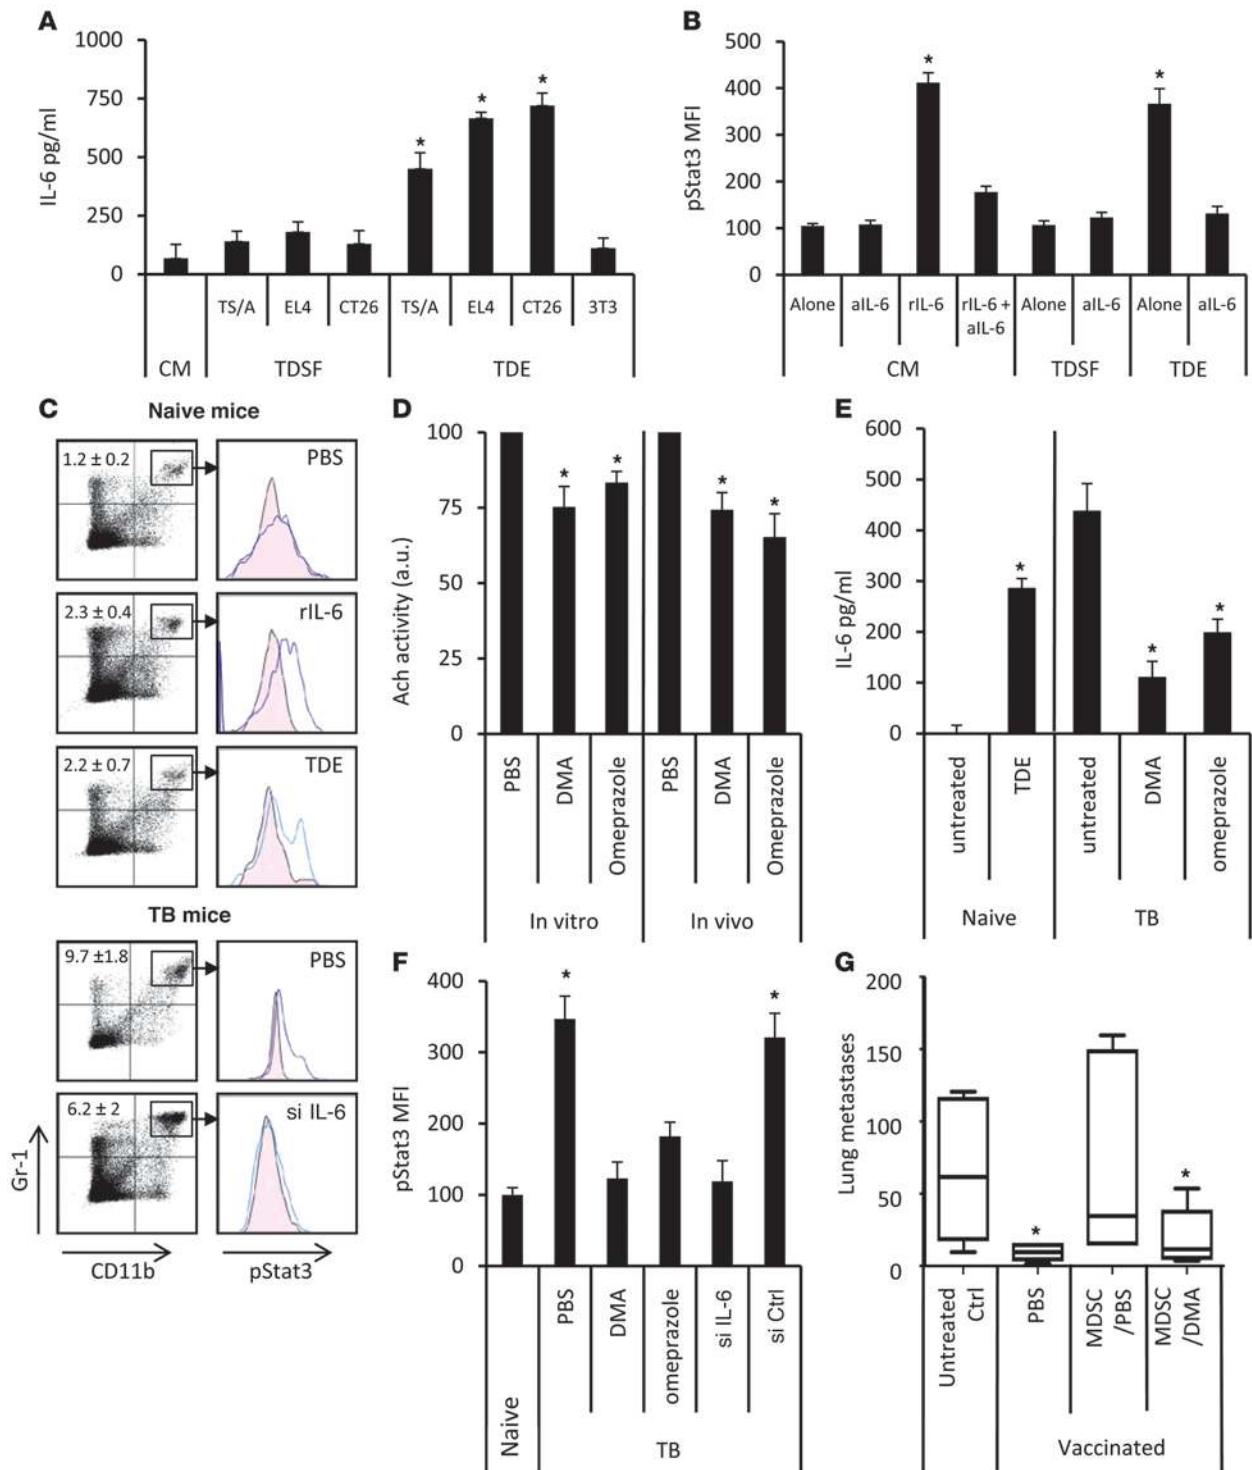 A
1000
750
500
250
0
IL-6 pg/ml
*
*
*
TS/A
EL4
CT26
TS/A
EL4
CT26
3T3
CM
TDSF
TDE
B
500
400
300
200
100
0
pStat3 MFI
*
*
Alone
aIL-6
rIL-6
rIL-6 +
aIL-6
Alone
aIL-6
Alone
aIL-6
CM
TDSF
TDE
C
Naive mice
1.2 ± 0.2
PBS
2.3 ± 0.4
rIL-6
2.2 ± 0.7
TDE
TB mice
9.7 ±1.8
PBS
6.2 ± 2
si IL-6
Gr-1
CD11b
pStat3
D
100
75
50
25
0
Ach activity (a.u.)
*
*
*
*
PBS
DMA
Omeprazole
PBS
DMA
Omeprazole
In vitro
In vivo
E
600
500
400
300
200
100
0
IL-6 pg/ml
*
*
*
untreated
TDE
untreated
DMA
omeprazole
Naive
TB
F
400
300
200
100
0
pStat3 MFI
*
*
Naive
PBS
DMA
omeprazole
si IL-6
si Ctrl
TB
G
200
150
100
50
0
Lung metastases
*
*
Untreated
Ctrl
PBS
MDSC
/PBS
MDSC
/DMA
Vaccinated